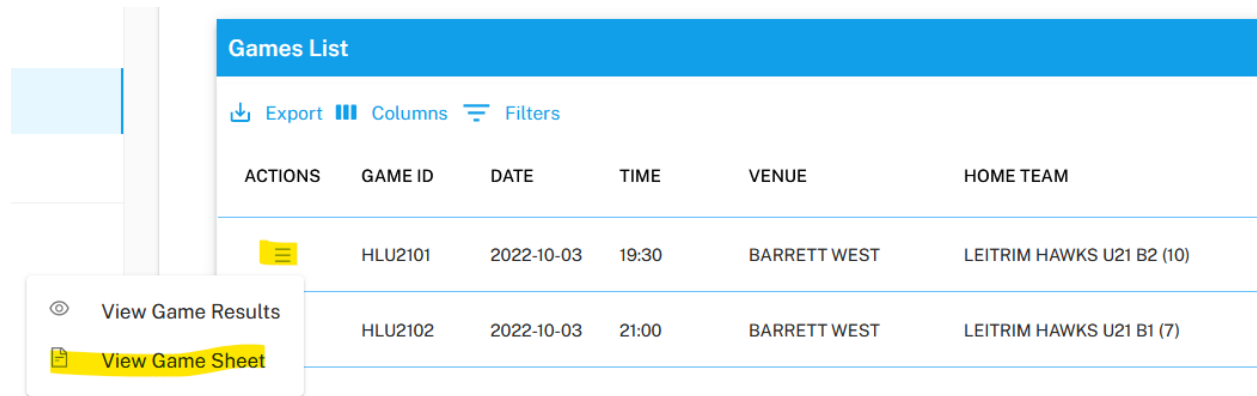 Games List
Export Columns Filters
ACTIONS GAME ID DATE TIME VENUE HOME TEAM
HLU2101 2022-10-03 19:30 BARRETT WEST LEITRIM HAWKS U21 B2 (10)
View Game Results
HLU2102 2022-10-03 21:00 BARRETT WEST LEITRIM HAWKS U21 B1 (7)
View Game Sheet